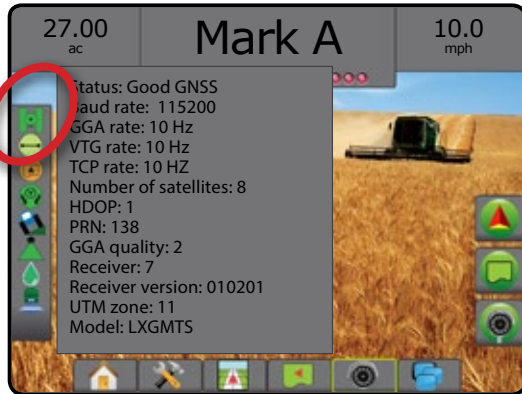 27.00
ac
Mark A
10.0
mph
Status: Good GNSS
Baud rate: 115200
GGA rate: 10 Hz
VTG rate: 10 Hz
TCP rate: 10 HZ
Number of satellites: 8
HDOP: 1
PRN: 138
GGA quality: 2
Receiver: 7
Receiver version: 010201
UTM zone: 11
Model: LXGMTS